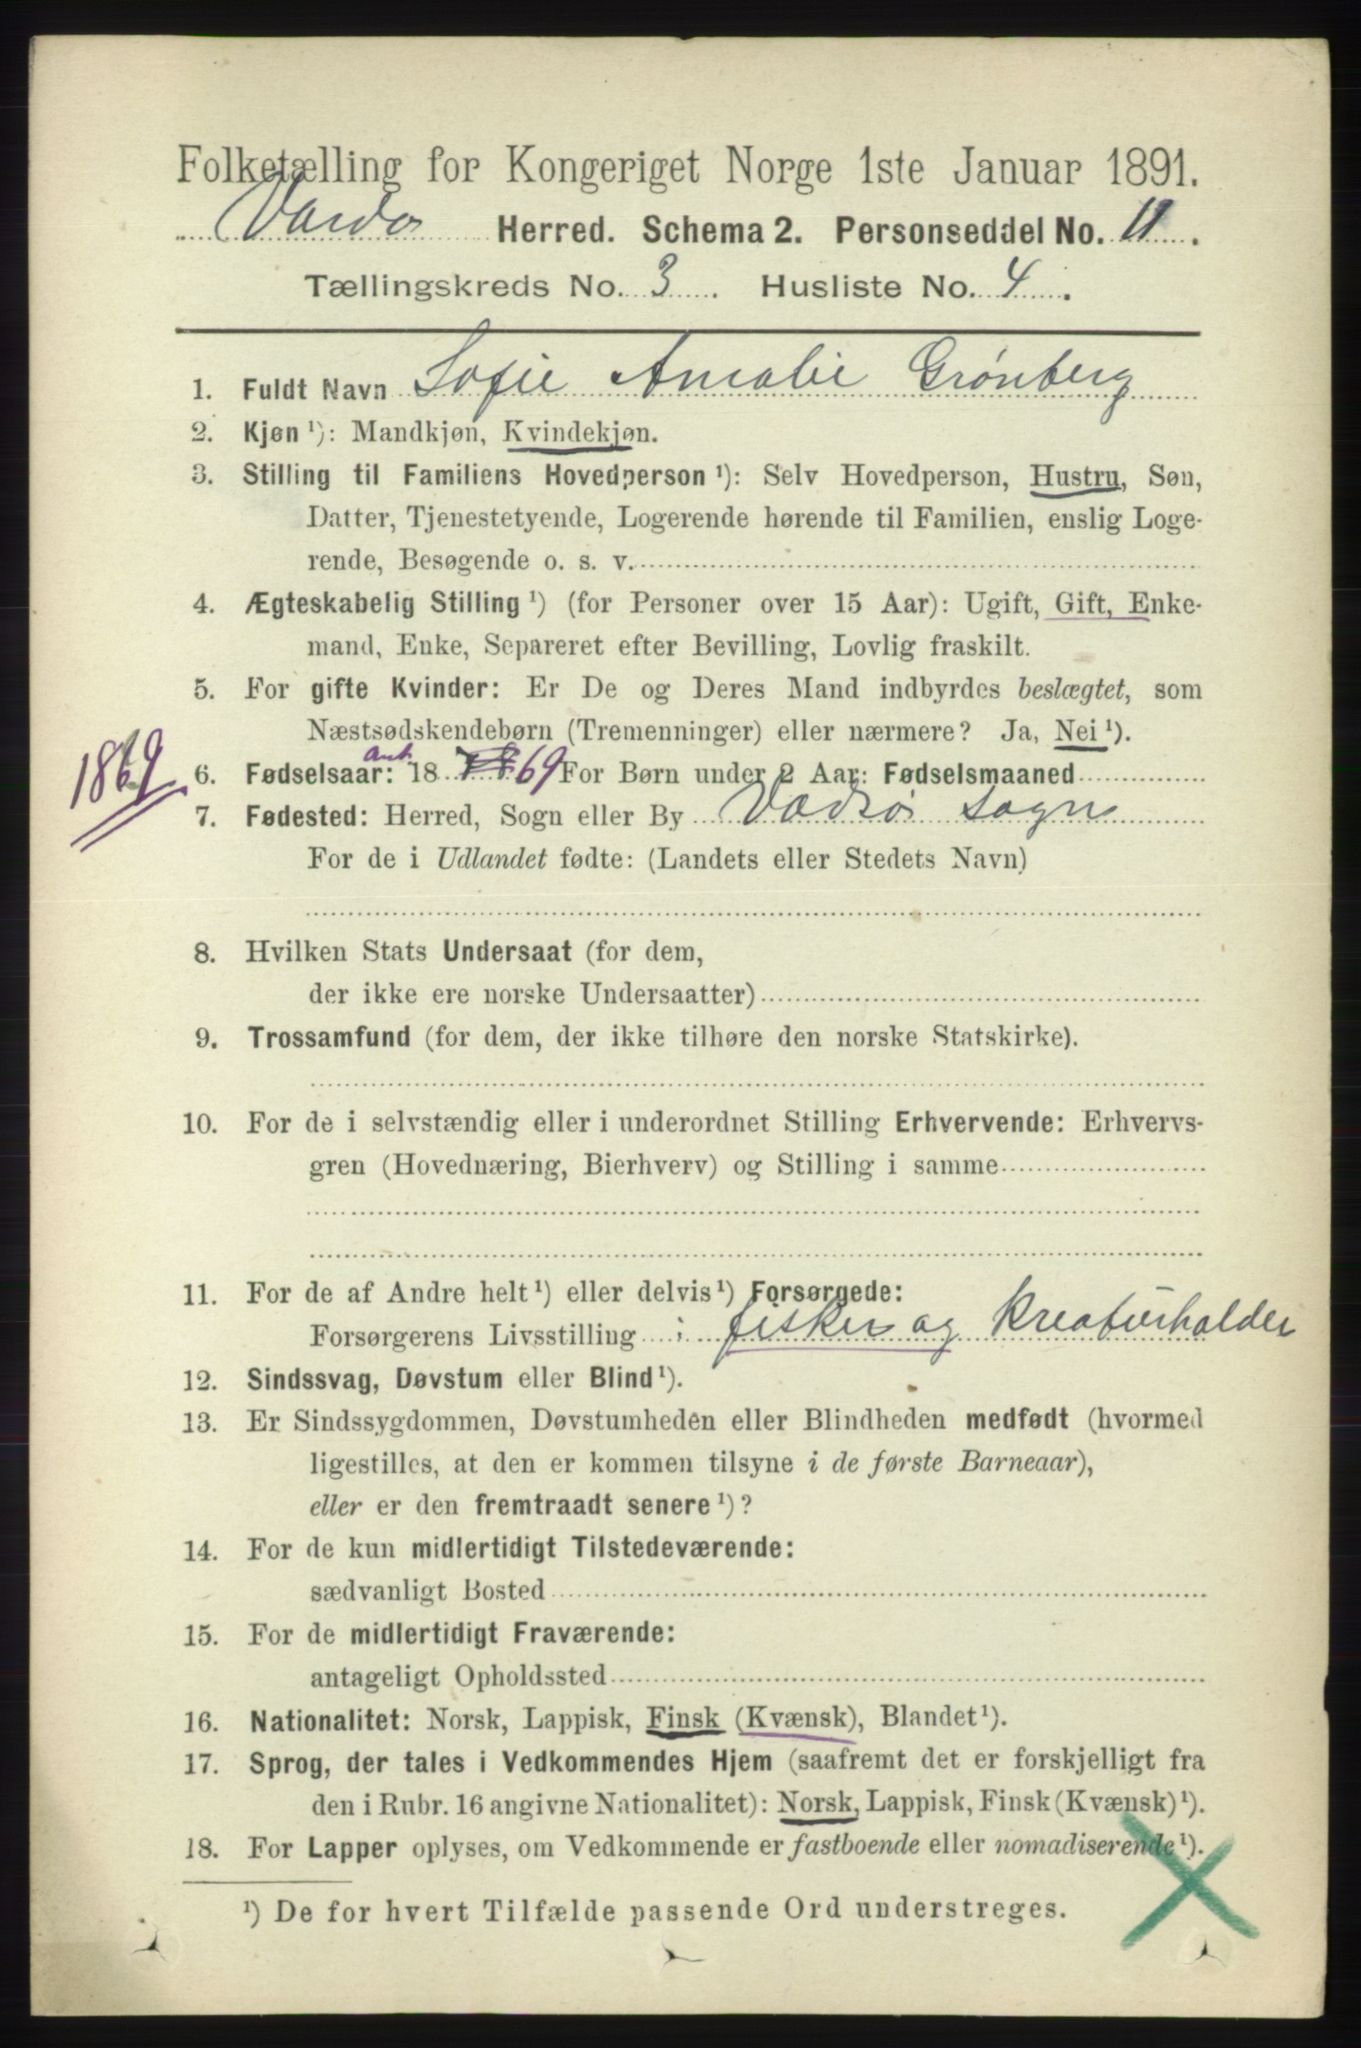 Folketælling for Kongeriget Norge 1ste Januar 1891.
Vardø Herred. Schema 2. Personseddel No. 11.
Tællingskreds No. 3. Husliste No. 4.
1. Fuldt Navn Sofie Amalie Grønberg
2. Kjøn ¹): Mandkjøn, Kvindekjøn.
3. Stilling til Familiens Hovedperson ¹): Selv Hovedperson, Hustru, Søn,
Datter, Tjenestetyende, Logerende hørende til Familien, enslig Loge-
rende, Besøgende o. s. v.
4. Ægteskabelig Stilling ¹) (for Personer over 15 Aar): Ugift, Gift, Enke-
mand, Enke, Separeret efter Bevilling, Lovlig fraskilt.
5. For gifte Kvinder: Er De og Deres Mand indbyrdes beslægtet, som
Næstsødskendebørn (Tremenninger) eller nærmere? Ja, Nei ¹).
1869
ant.
6. Fødselsaar: 18 69 For Børn under 2 Aar: Fødselsmaaned
7. Fødested: Herred, Sogn eller By Vadsø sogn
For de i Udlandet fødte: (Landets eller Stedets Navn)
8. Hvilken Stats Undersaat (for dem,
der ikke ere norske Undersaatter)
9. Trossamfund (for dem, der ikke tilhøre den norske Statskirke).
10. For de i selvstændig eller i underordnet Stilling Erhvervende: Erhvervs-
gren (Hovednæring, Bierhverv) og Stilling i samme
11. For de af Andre helt ¹) eller delvis ¹) Forsørgede:
Forsørgerens Livsstilling : fisker og kreaturholder
12. Sindssvag, Døvstum eller Blind ¹).
13. Er Sindssygdommen, Døvstumheden eller Blindheden medfødt (hvormed
ligestilles, at den er kommen tilsyne i de første Barneaar),
eller er den fremtraadt senere ¹)?
14. For de kun midlertidigt Tilstedeværende:
sædvanligt Bosted
15. For de midlertidigt Fraværende:
antageligt Opholdssted
16. Nationalitet: Norsk, Lappisk, Finsk (Kvænsk), Blandet ¹).
17. Sprog, der tales i Vedkommendes Hjem (saafremt det er forskjelligt fra
den i Rubr. 16 angivne Nationalitet): Norsk, Lappisk, Finsk (Kvænsk) ¹).
18. For Lapper oplyses, om Vedkommende er fastboende eller nomadiserende ¹).
¹) De for hvert Tilfælde passende Ord understreges.